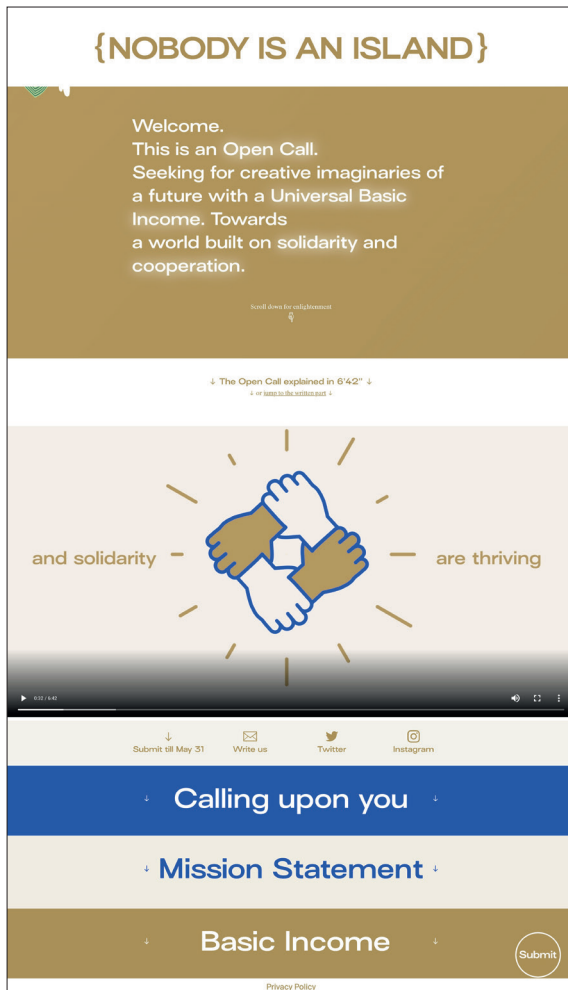 {NOBODY IS AN ISLAND}
Welcome.
This is an Open Call.
Seeking for creative imaginaries of
a future with a Universal Basic
Income. Towards
a world built on solidarity and
cooperation.
Scroll down for enlightenment
↓ The Open Call explained in 6'42" ↓
↓ or jump to the written part ↓
and solidarity
are thriving
0:22 / 6:42
↓
Submit till May 31
Write us
Twitter
Instagram
↓ Calling upon you ↓
↓ Mission Statement ↓
↓ Basic Income ↓
Submit
Privacy Policy